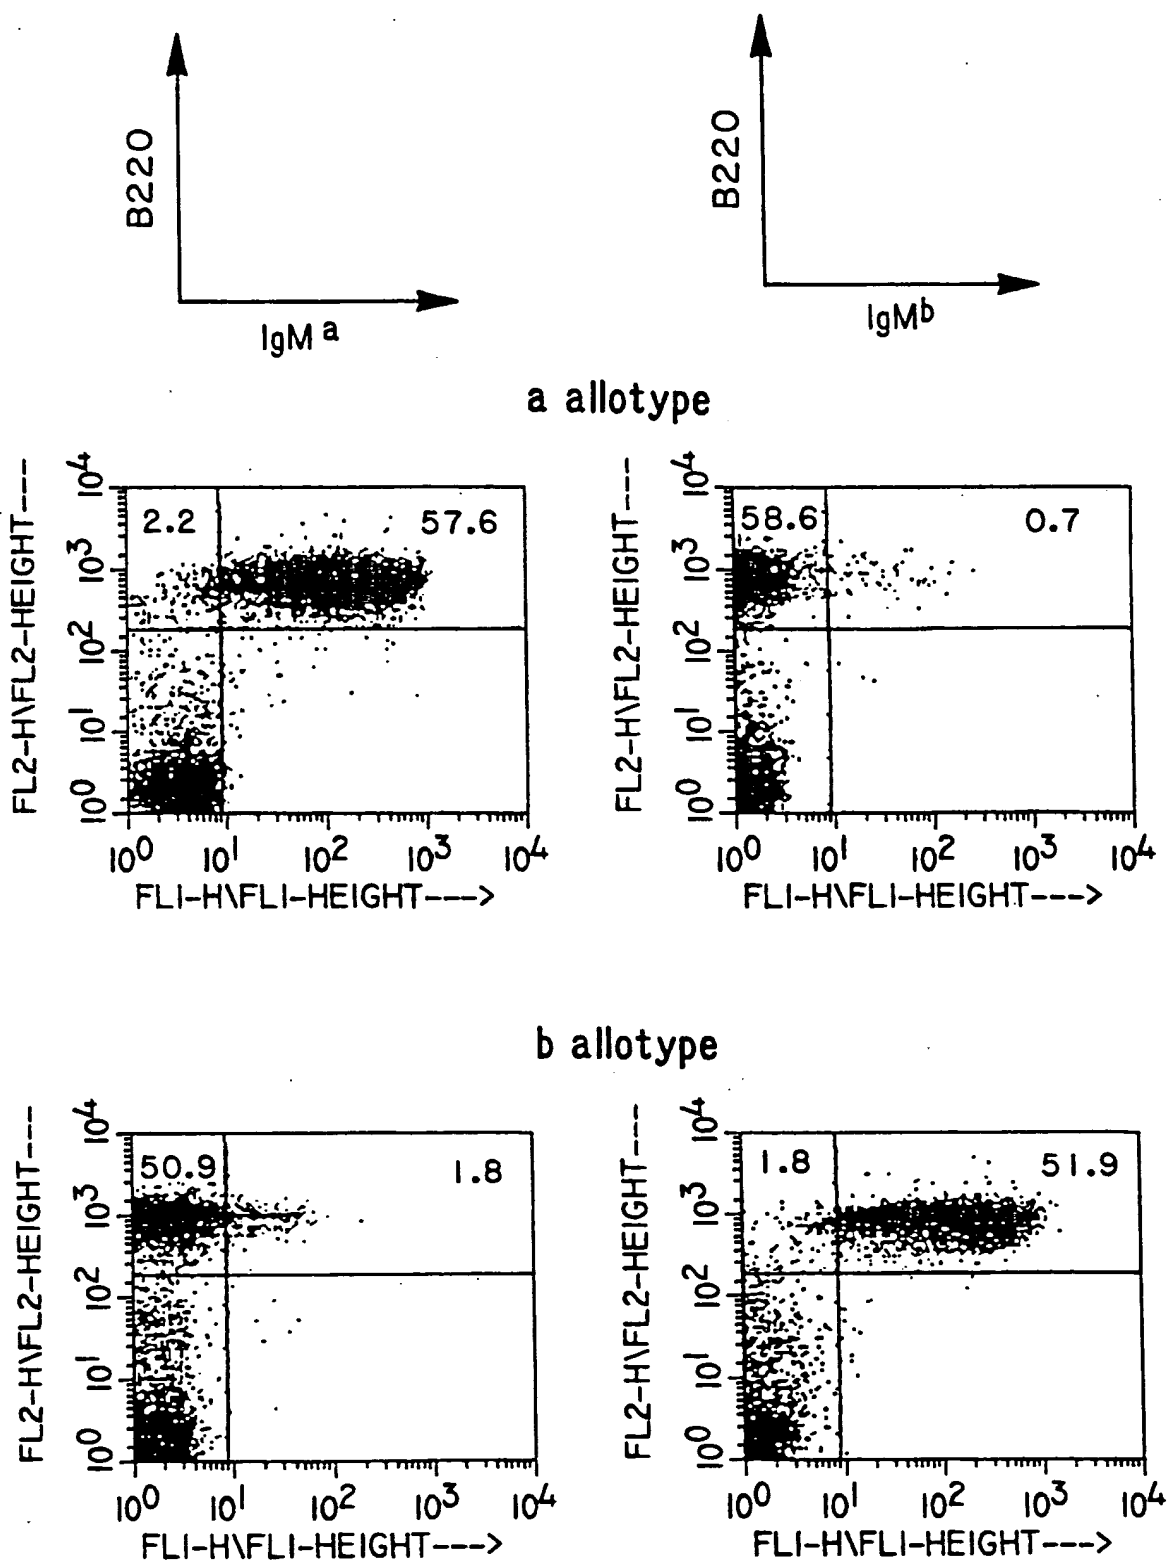 B220
IgM a
B220
IgM b
a allotype
FL2-H\FL2-HEIGHT---
10⁴
10³
10²
10¹
10⁰
2.2
57.6
10⁰ 10¹ 10² 10³ 10⁴
FL1-H\FL1-HEIGHT--->
FL2-H\FL2-HEIGHT---
10⁴
10³
10²
10¹
10⁰
58.6
0.7
10⁰ 10¹ 10² 10³ 10⁴
FL1-H\FL1-HEIGHT--->
b allotype
FL2-H\FL2-HEIGHT---
10⁴
10³
10²
10¹
10⁰
50.9
1.8
10⁰ 10¹ 10² 10³ 10⁴
FL1-H\FL1-HEIGHT--->
FL2-H\FL2-HEIGHT---
10⁴
10³
10²
10¹
10⁰
1.8
51.9
10⁰ 10¹ 10² 10³ 10⁴
FL1-H\FL1-HEIGHT--->